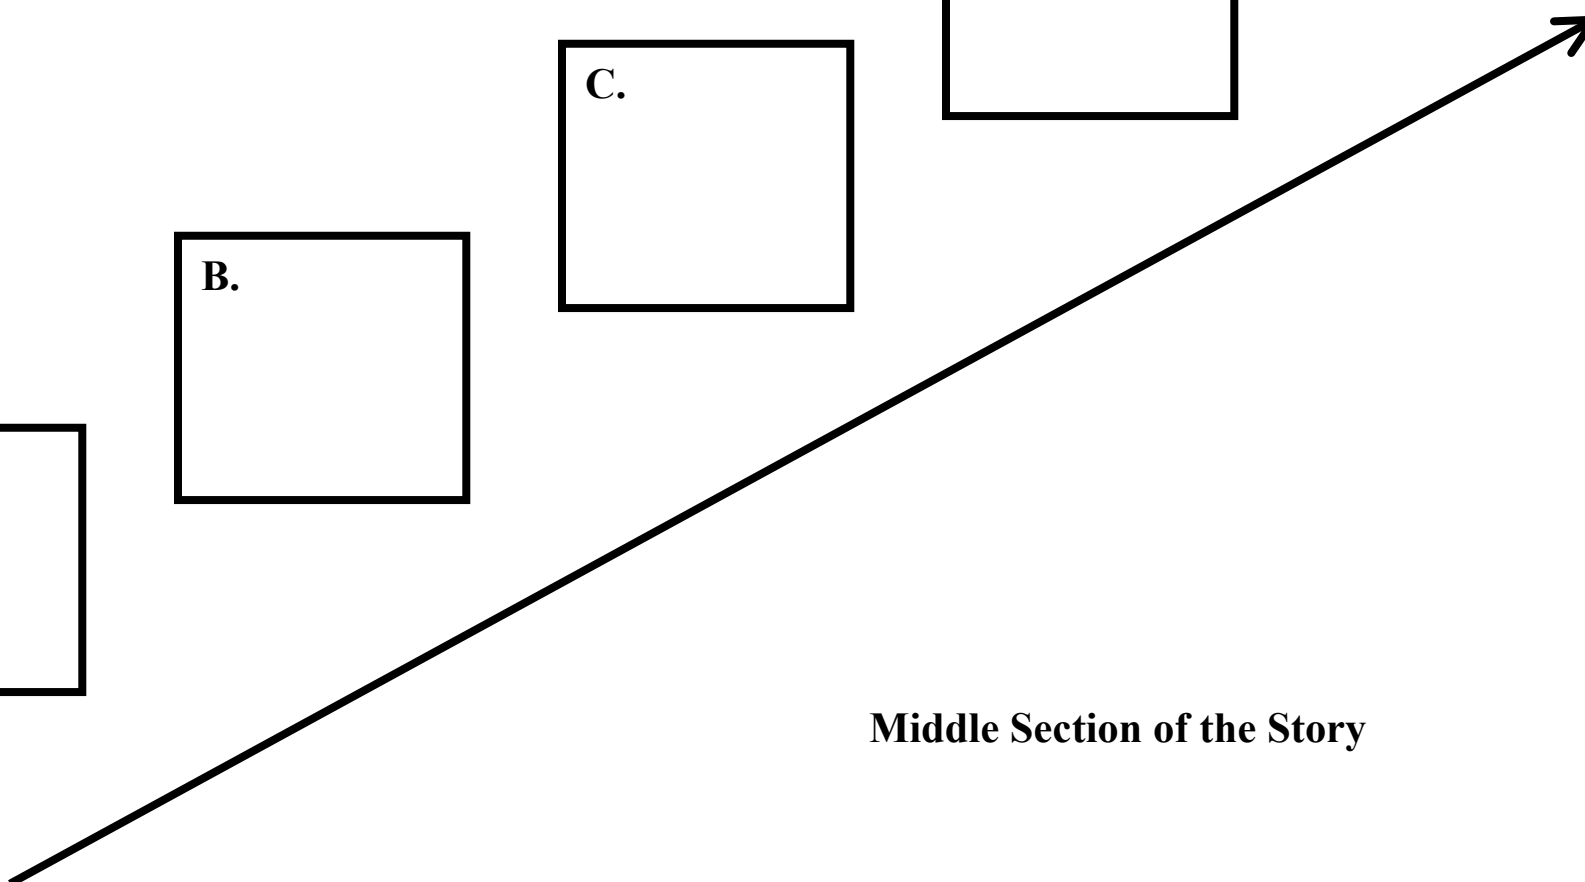 C.
B.
Middle Section of the Story